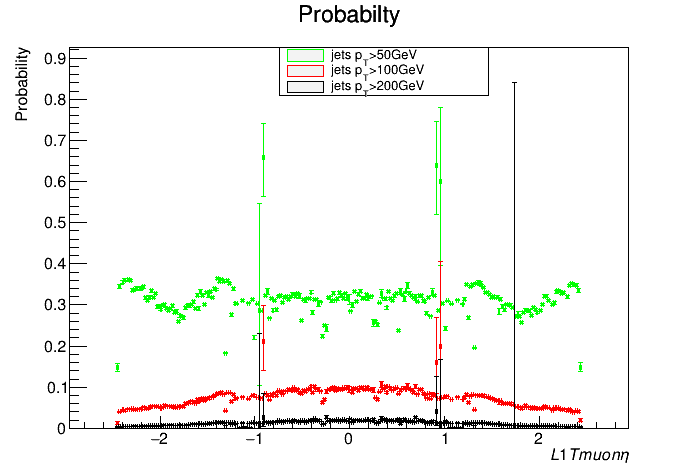 Probabilty
Probability
jets p_T>50GeV
jets p_T>100GeV
jets p_T>200GeV
0.9
0.8
0.7
0.6
0.5
0.4
0.3
0.2
0.1
0
−2 −1 0 1 2
L1Tmuonη